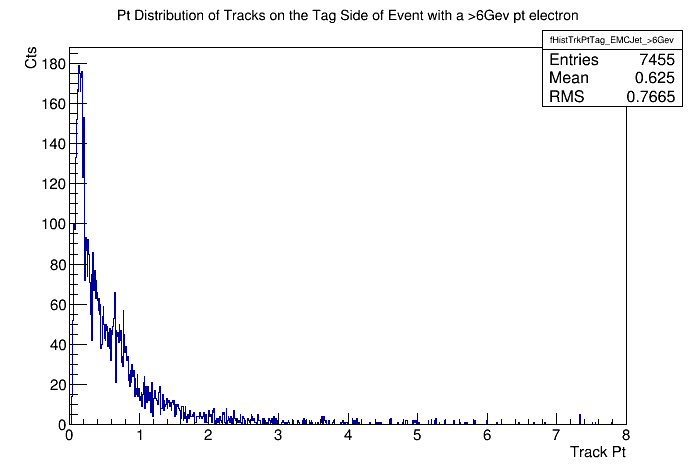 Pt Distribution of Tracks on the Tag Side of Event with a >6Gev pt electron
fHistTrkPtTag_EMCJet_>6Gev
Entries 7455
Mean 0.625
RMS 0.7665
Cts
180
160
140
120
100
80
60
40
20
0
0 1 2 3 4 5 6 7 8
Track Pt